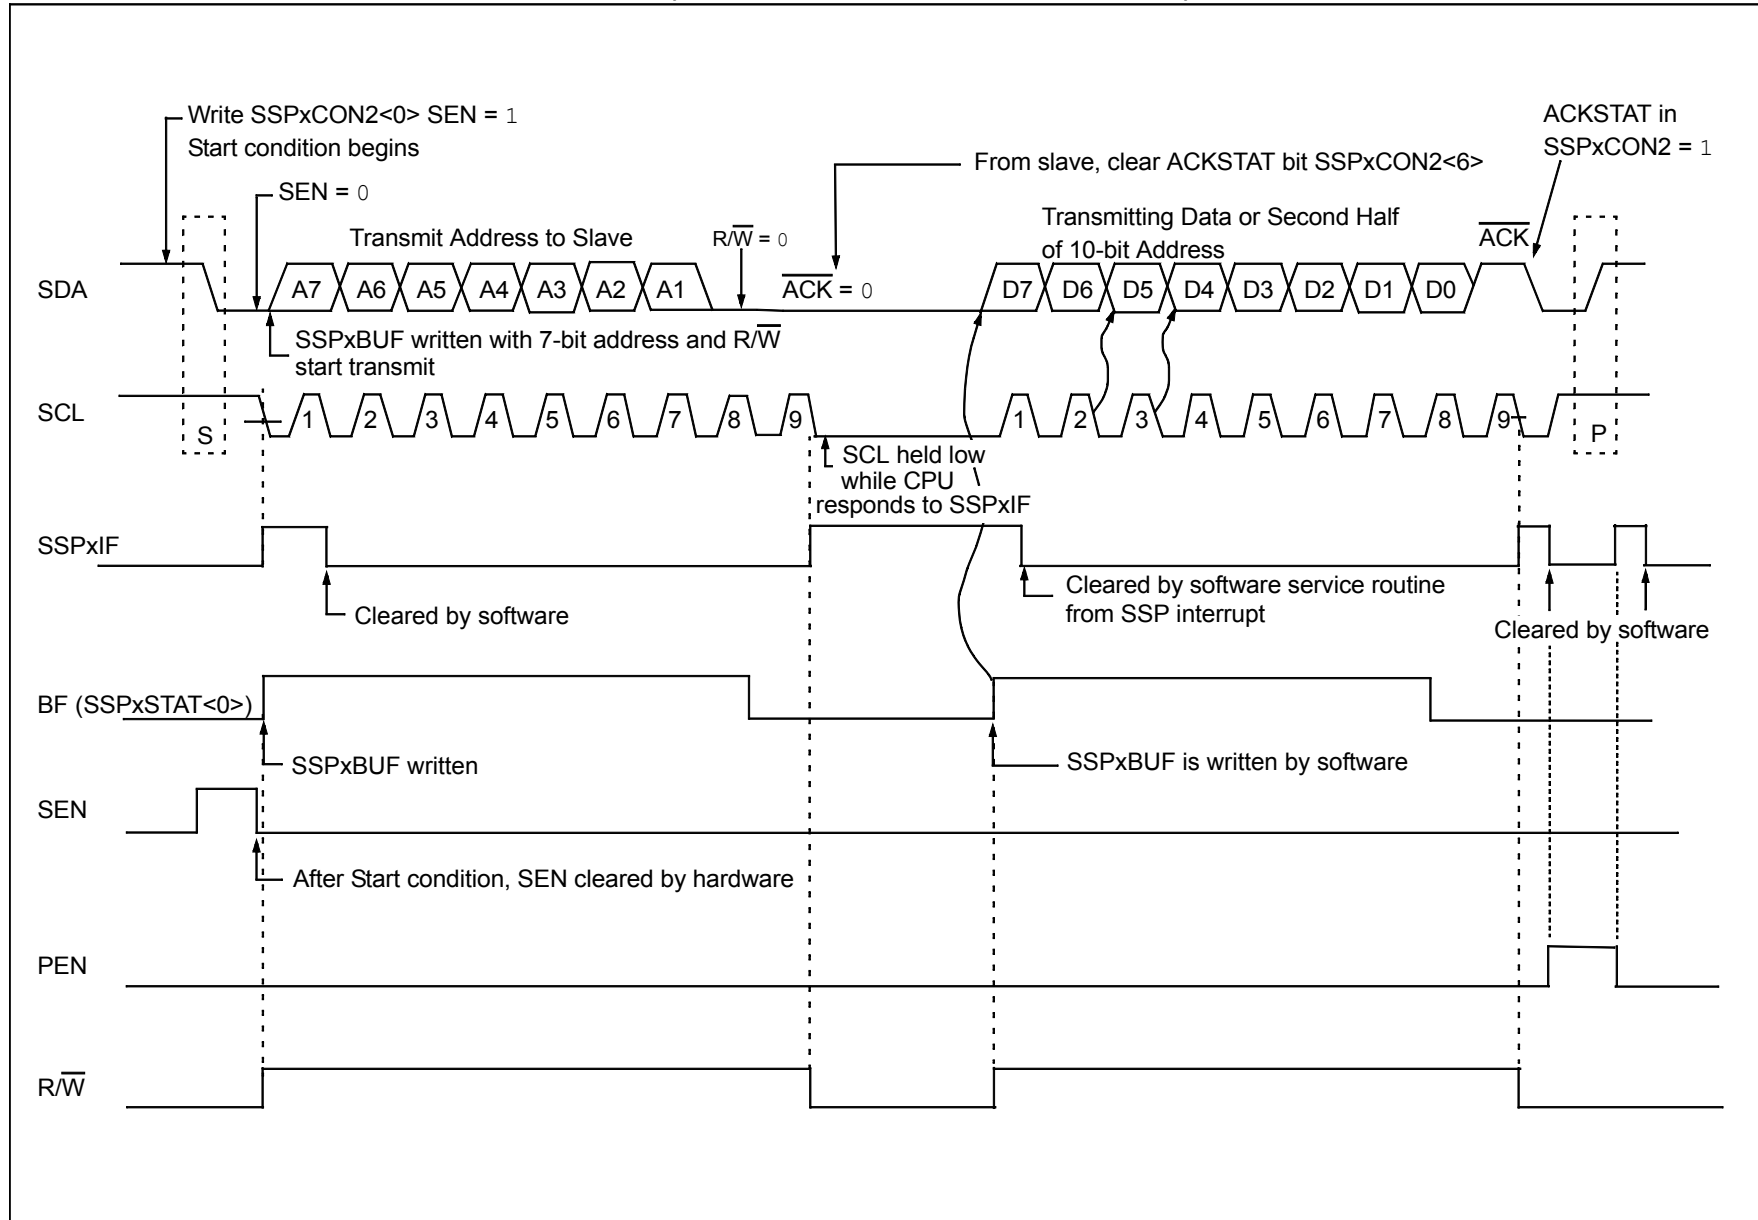 Write SSPxCON2<0> SEN = 1
Start condition begins
ACKSTAT in
SSPxCON2 = 1
From slave, clear ACKSTAT bit SSPxCON2<6>
SEN = 0
Transmitting Data or Second Half
of 10-bit Address
Transmit Address to Slave
R/W̅ = 0
A̅C̅K̅
SDA
A7 A6 A5 A4 A3 A2 A1
A̅C̅K̅ = 0
D7 D6 D5 D4 D3 D2 D1 D0
SSPxBUF written with 7-bit address and R/W̅
start transmit
SCL
S
1 2 3 4 5 6 7 8 9
1 2 3 4 5 6 7 8 9
P
SCL held low
while CPU
responds to SSPxIF
SSPxIF
Cleared by software
Cleared by software service routine
from SSP interrupt
Cleared by software
BF (SSPxSTAT<0>)
SSPxBUF written
SSPxBUF is written by software
SEN
After Start condition, SEN cleared by hardware
PEN
R/W̅